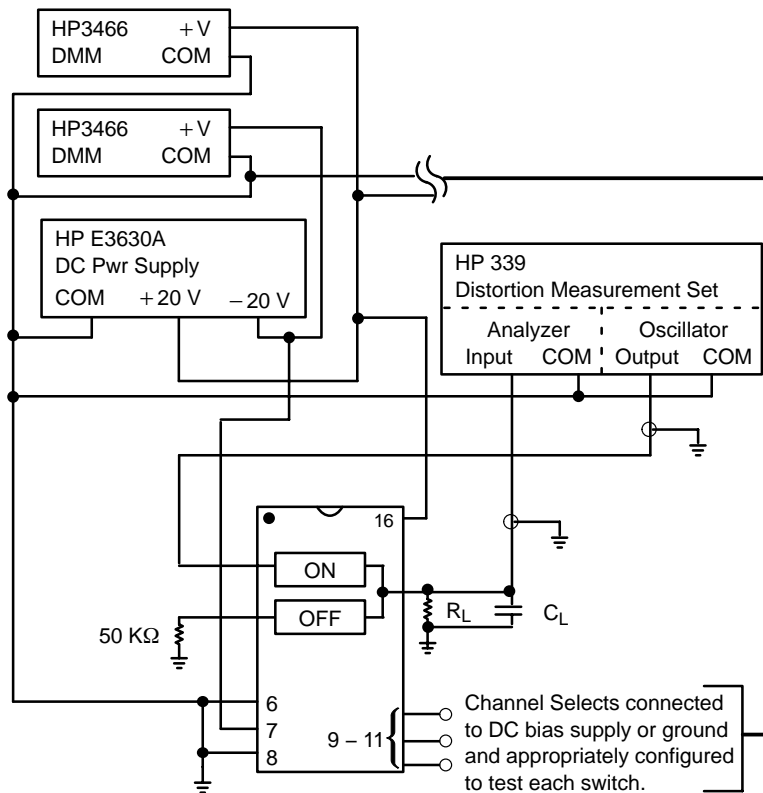 HP3466 +V
DMM COM
HP3466 +V
DMM COM
HP E3630A
DC Pwr Supply
COM +20 V −20 V
HP 339
Distortion Measurement Set
Analyzer Oscillator
Input COM Output COM
16
ON
OFF
RL
CL
50 KΩ
6
7
8
9 – 11
Channel Selects connected
to DC bias supply or ground
and appropriately configured
to test each switch.